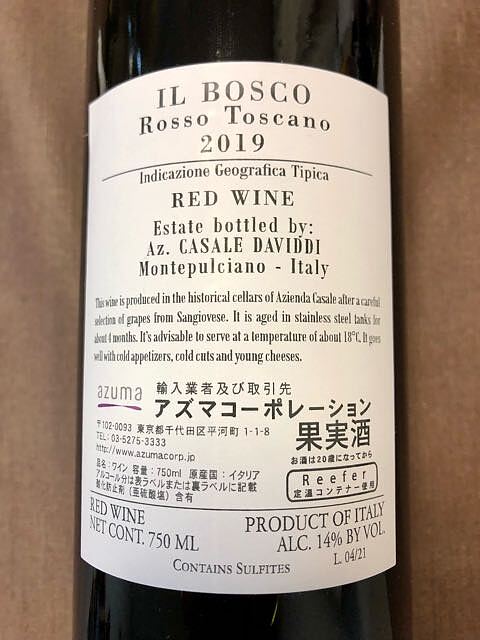 IL BOSCO
Rosso Toscano
2019
Indicazione Geografica Tipica
RED WINE
Estate bottled by:
Az. CASALE DAVIDDI
Montepulciano - Italy
This wine is produced in the historical cellars of Azienda Casale after a careful
selection of grapes from Sangiovese. It is aged in stainless steel tanks for
about 4 months. It's advisable to serve at a temperature of about 18°C. It goes
well with cold appetizers, cold cuts and young cheeses.
azuma
輸入業者及び取引先
アズマコーポレーション
〒102-0093 東京都千代田区平河町 1-1-8
TEL: 03-5275-3333
http://www.azumacorp.jp
果実酒
お酒は20歳になってから
品名:ワイン 容量:750ml 原産国:イタリア
アルコール分は表ラベルまたは裏ラベルに記載
酸化防止剤(亜硫酸塩)含有
Reefer
定温コンテナー使用
RED WINE
NET CONT. 750 ML
PRODUCT OF ITALY
ALC. 14% BY VOL.
L. 04/21
CONTAINS SULFITES